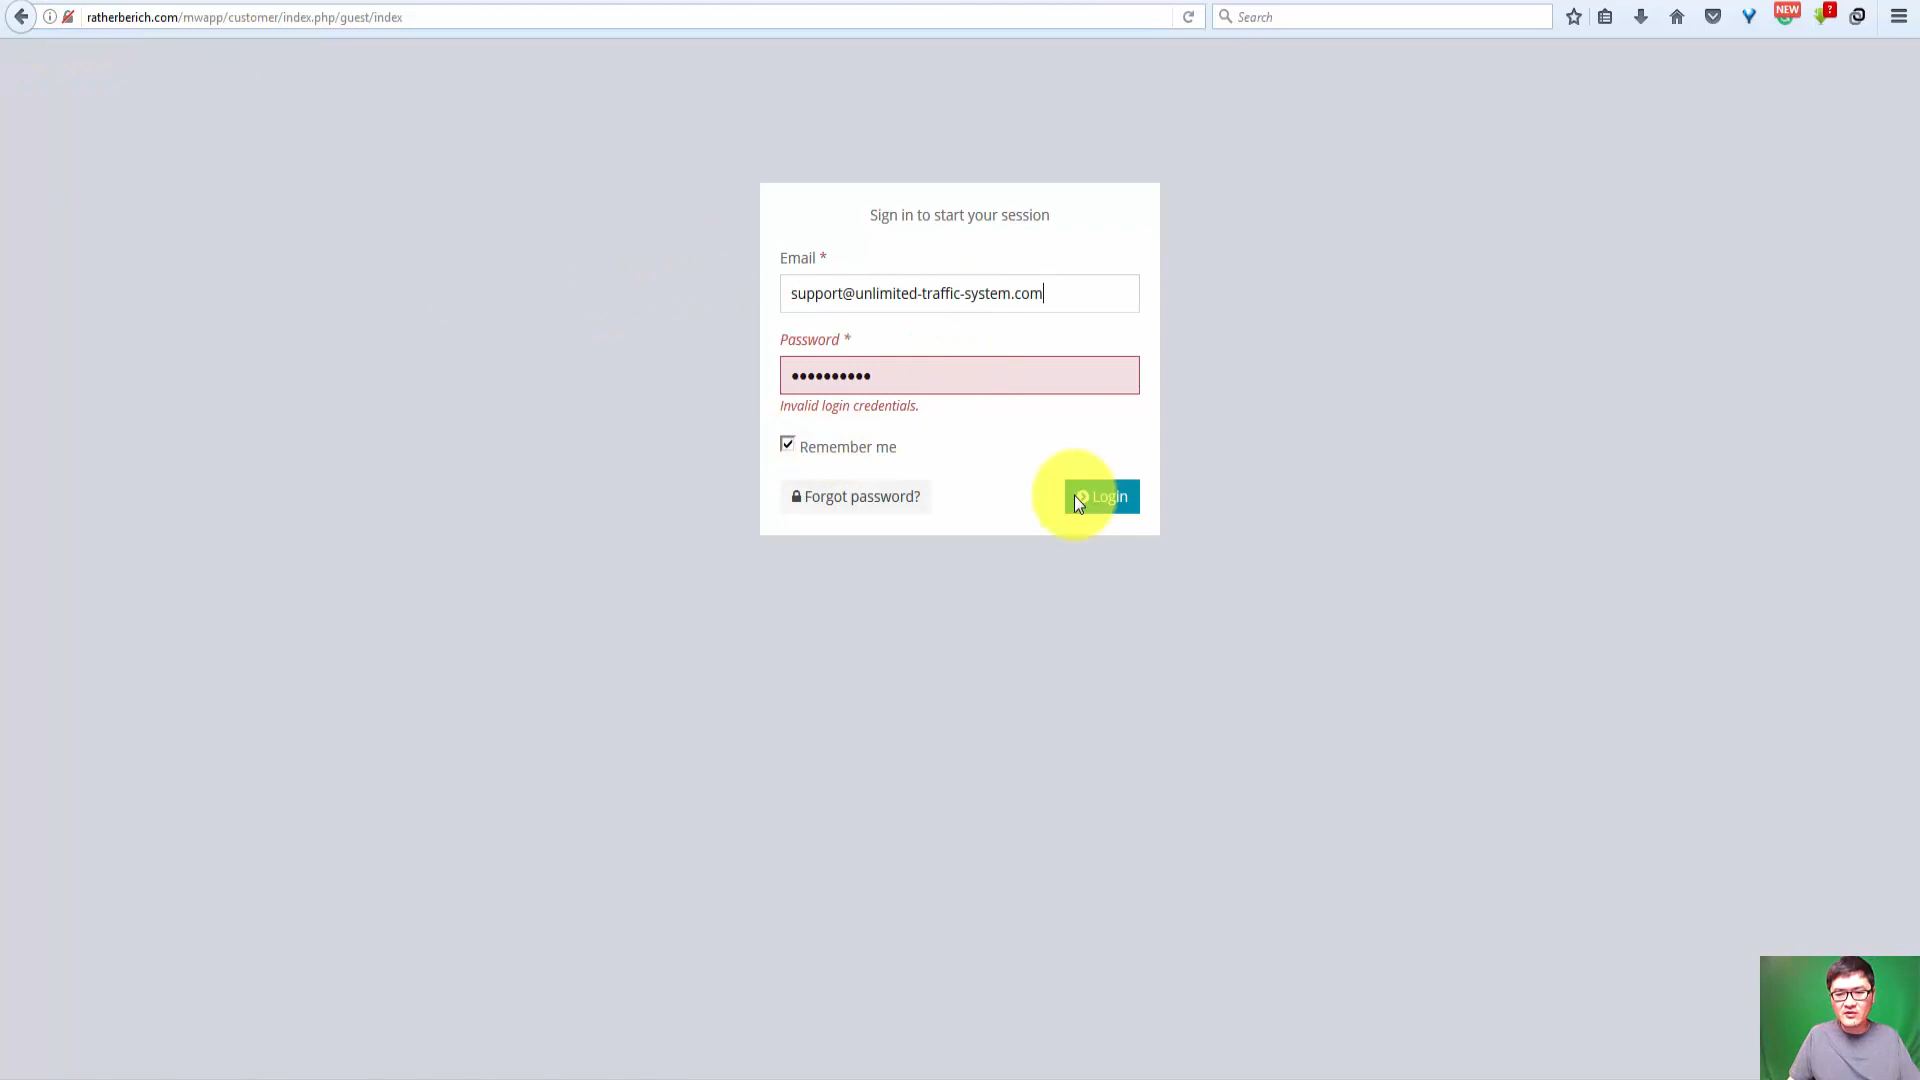 ratherberich.com/mwapp/customer/index.php/guest/index
Search
NEW
?
Sign in to start your session
Email *
support@unlimited-traffic-system.com
Password *
••••••••••
Invalid login credentials.
Remember me
Forgot password?
Login